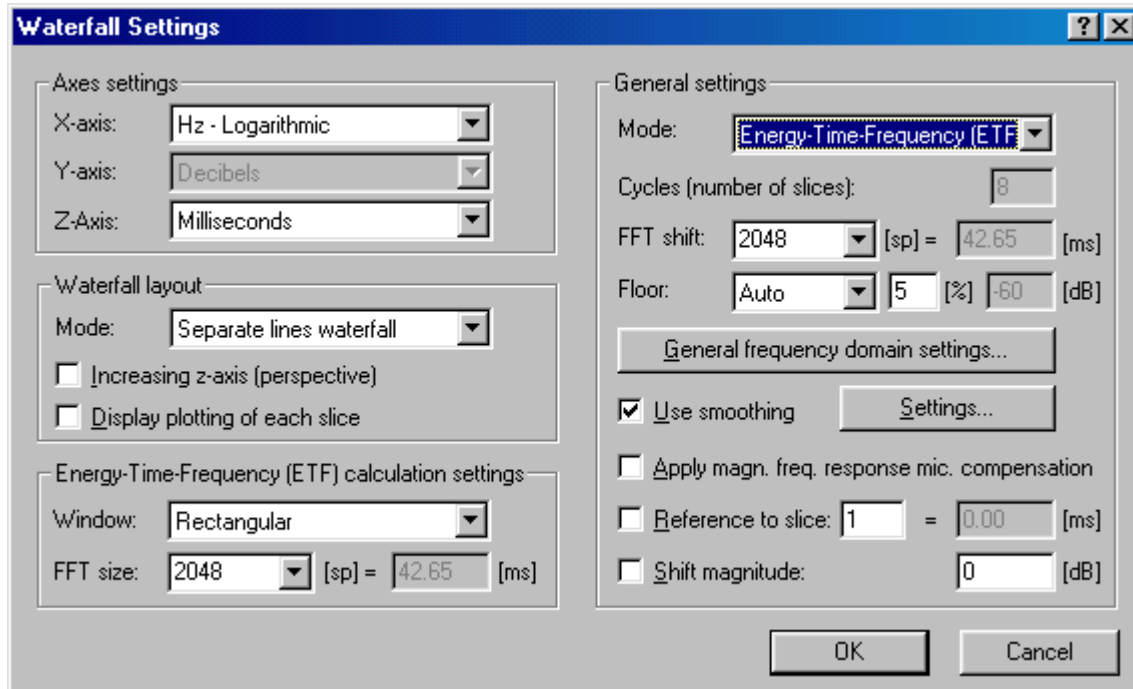 Waterfall Settings
Axes settings
X-axis: Hz - Logarithmic
Y-axis: Decibels
Z-Axis: Milliseconds
Waterfall layout
Mode: Separate lines waterfall
Increasing z-axis (perspective)
Display plotting of each slice
Energy-Time-Frequency (ETF) calculation settings
Window: Rectangular
FFT size: 2048 [sp] = 42.65 [ms]
General settings
Mode: Energy-Time-Frequency (ETF
Cycles (number of slices): 8
FFT shift: 2048 [sp] = 42.65 [ms]
Floor: Auto 5 [%] -60 [dB]
General frequency domain settings...
Use smoothing Settings...
Apply magn. freq. response mic. compensation
Reference to slice: 1 = 0.00 [ms]
Shift magnitude: 0 [dB]
OK Cancel